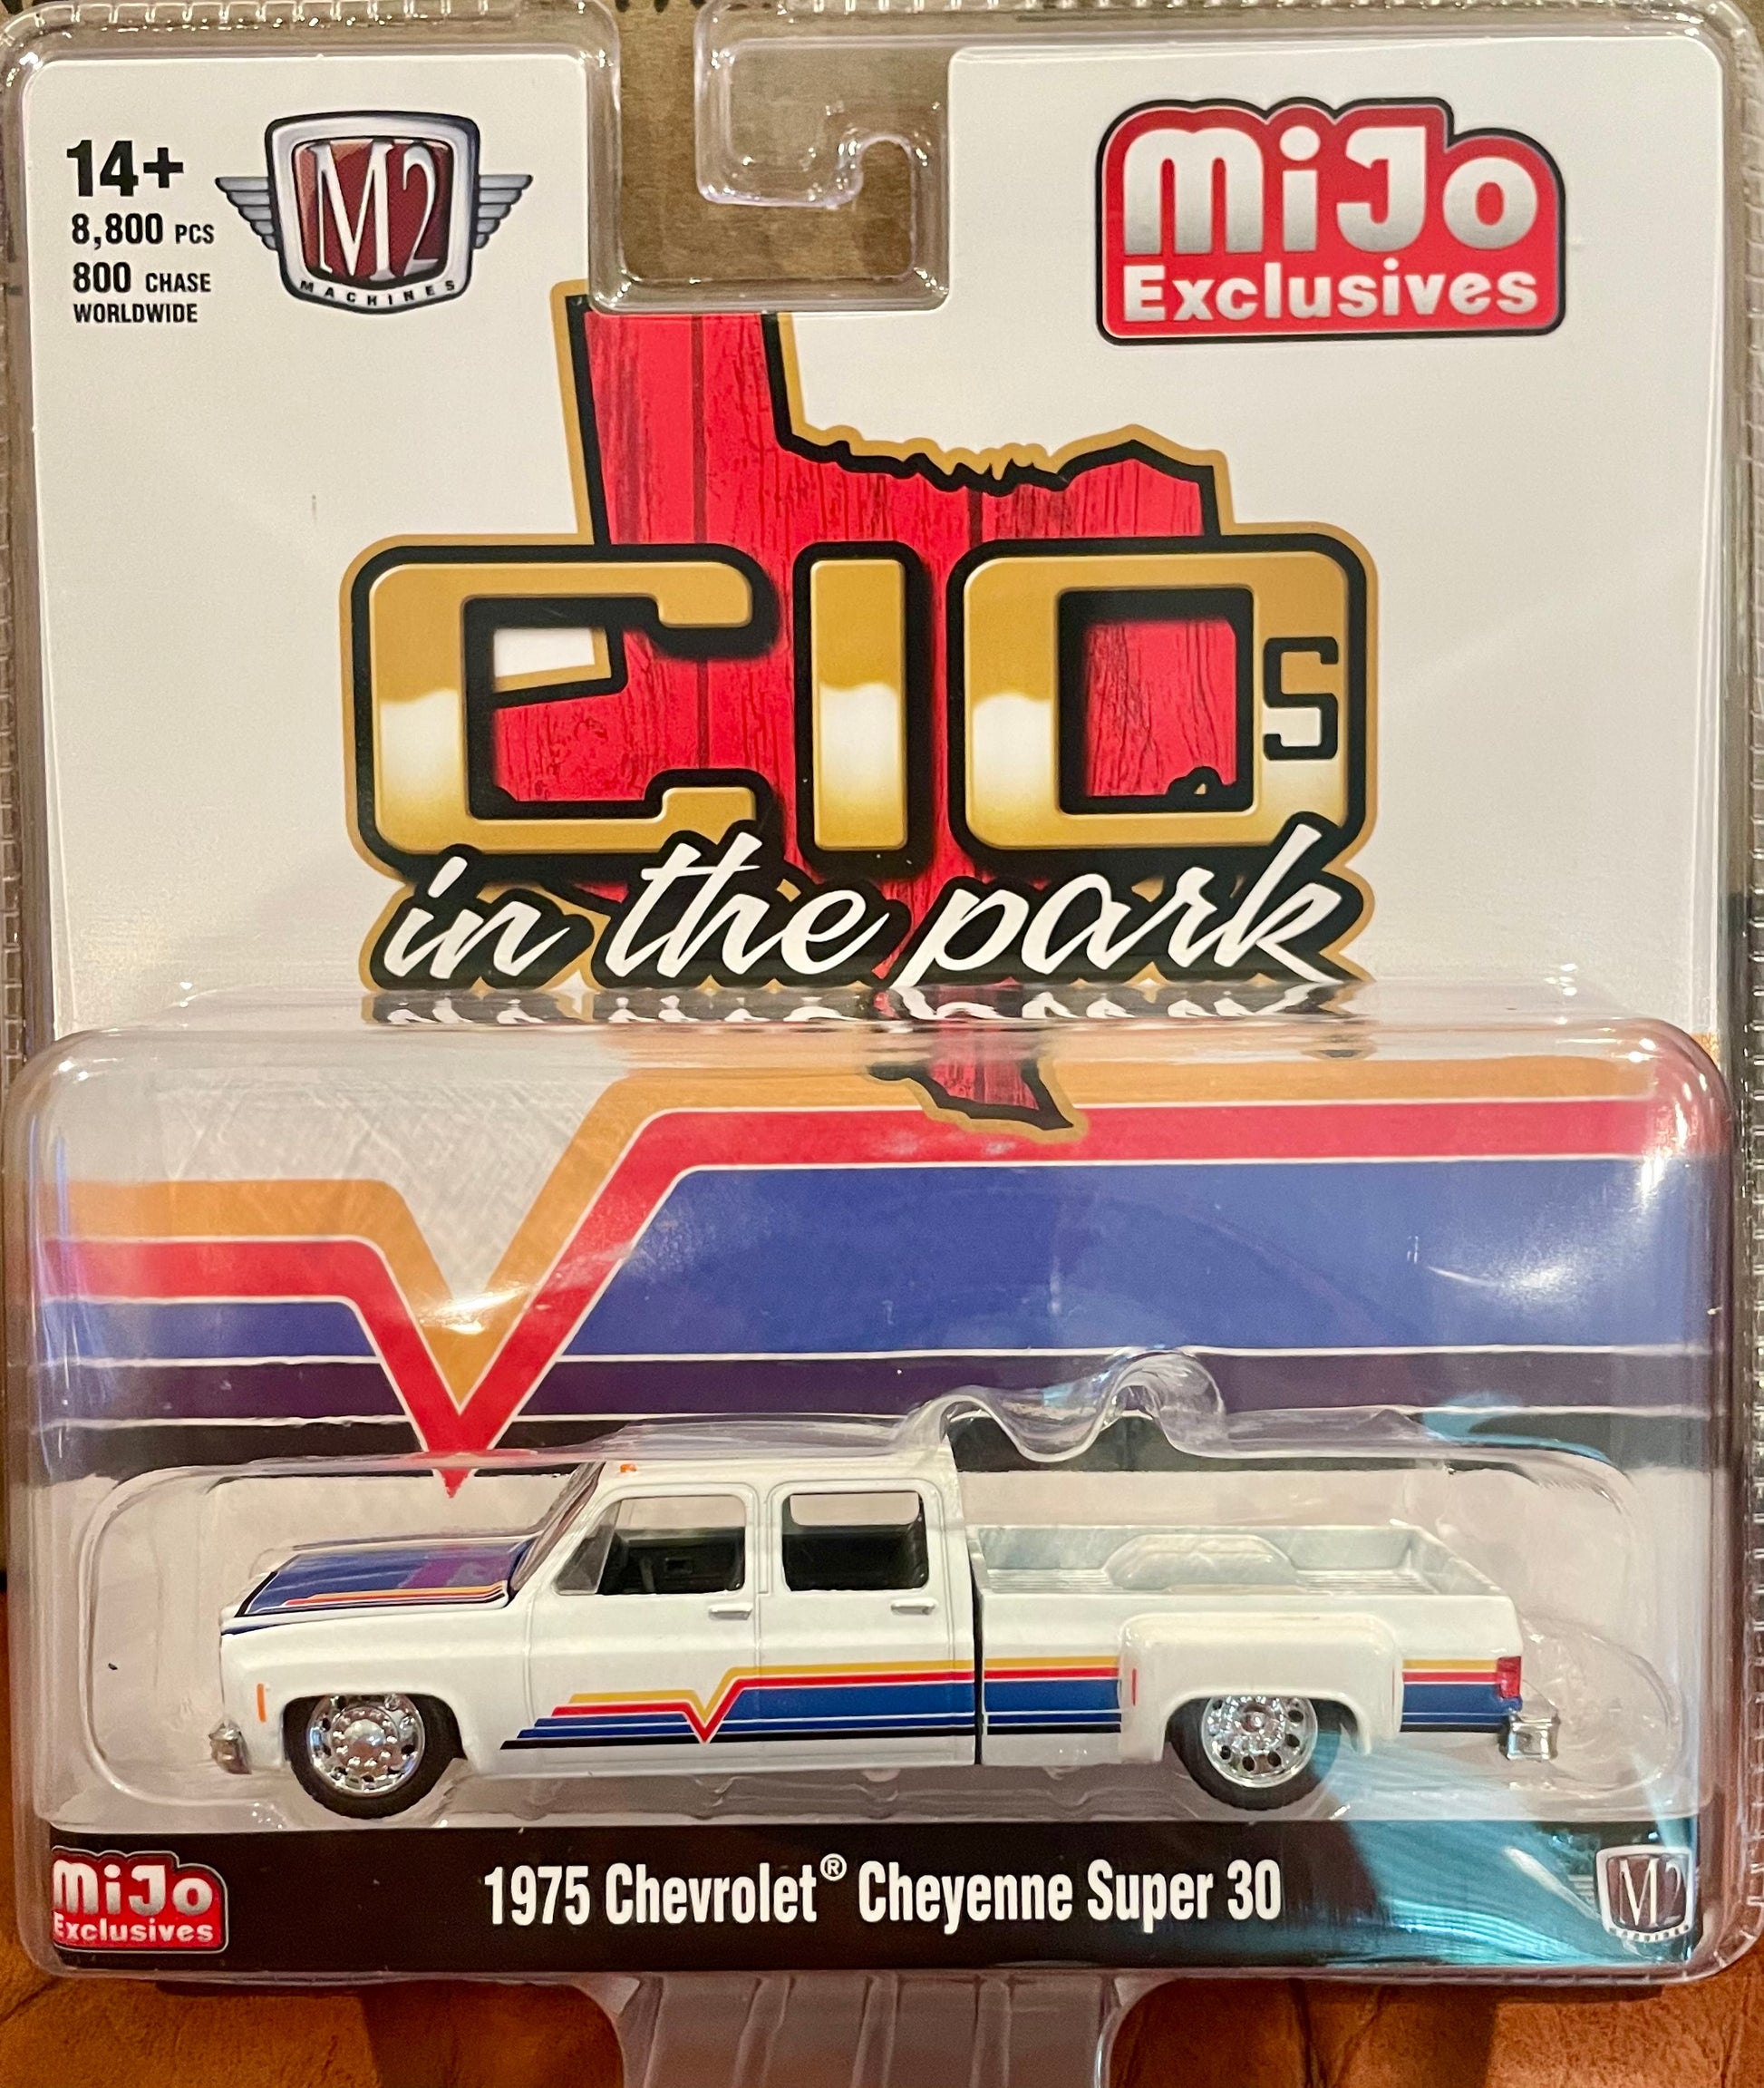 14+
8,800 PCS
800 CHASE
WORLDWIDE
M2
MACHINES
MiJo
Exclusives
C10s
in the park
MiJo
Exclusives
1975 Chevrolet® Cheyenne Super 30
M2
MACHINES